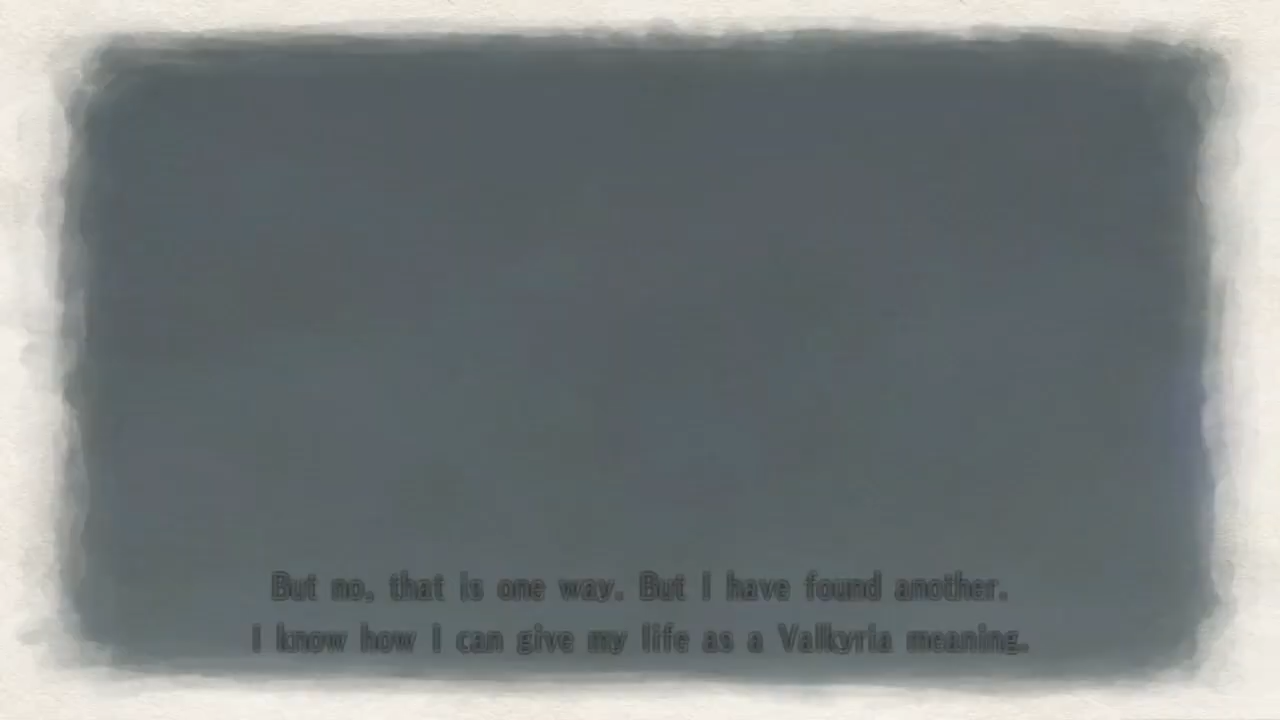 But no, that is one way. But I have found another.
I know how I can give my life as a Valkyria meaning.